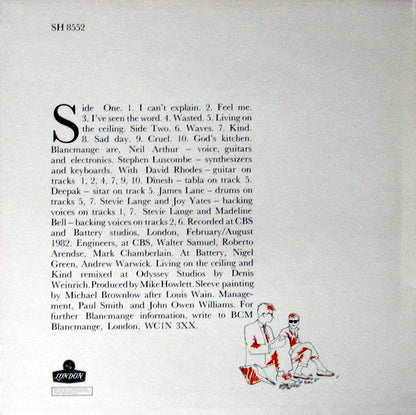 SH 8552
Side One. 1. I can't explain. 2. Feel me.
3. I've seen the word. 4. Wasted. 5. Living on
the ceiling. Side Two. 6. Waves. 7. Kind.
8. Sad day. 9. Cruel. 10. God's kitchen.
Blancmange are, Neil Arthur – voice, guitars
and electronics. Stephen Luscombe – synthesizers
and keyboards. With David Rhodes – guitar on
tracks 1, 2, 4, 7, 9, 10. Dinesh – tabla on track 5.
Deepak – sitar on track 5. James Lane – drums on
tracks 5, 7. Stevie Lange and Joy Yates – backing
voices on tracks 1, 7. Stevie Lange and Madeline
Bell – backing voices on tracks 2, 6. Recorded at CBS
and Battery studios, London, February/August
1982. Engineers, at CBS, Walter Samuel, Roberto
Arendse, Mark Chamberlain. At Battery, Nigel
Green, Andrew Warwick. Living on the ceiling and
Kind remixed at Odyssey Studios by Denis
Weinrich. Produced by Mike Howlett. Sleeve painting
by Michael Brownlow after Louis Wain. Manage-
ment, Paul Smith and John Owen Williams. For
further Blancmange information, write to BCM
Blancmange, London, WC1N 3XX.
LONDON